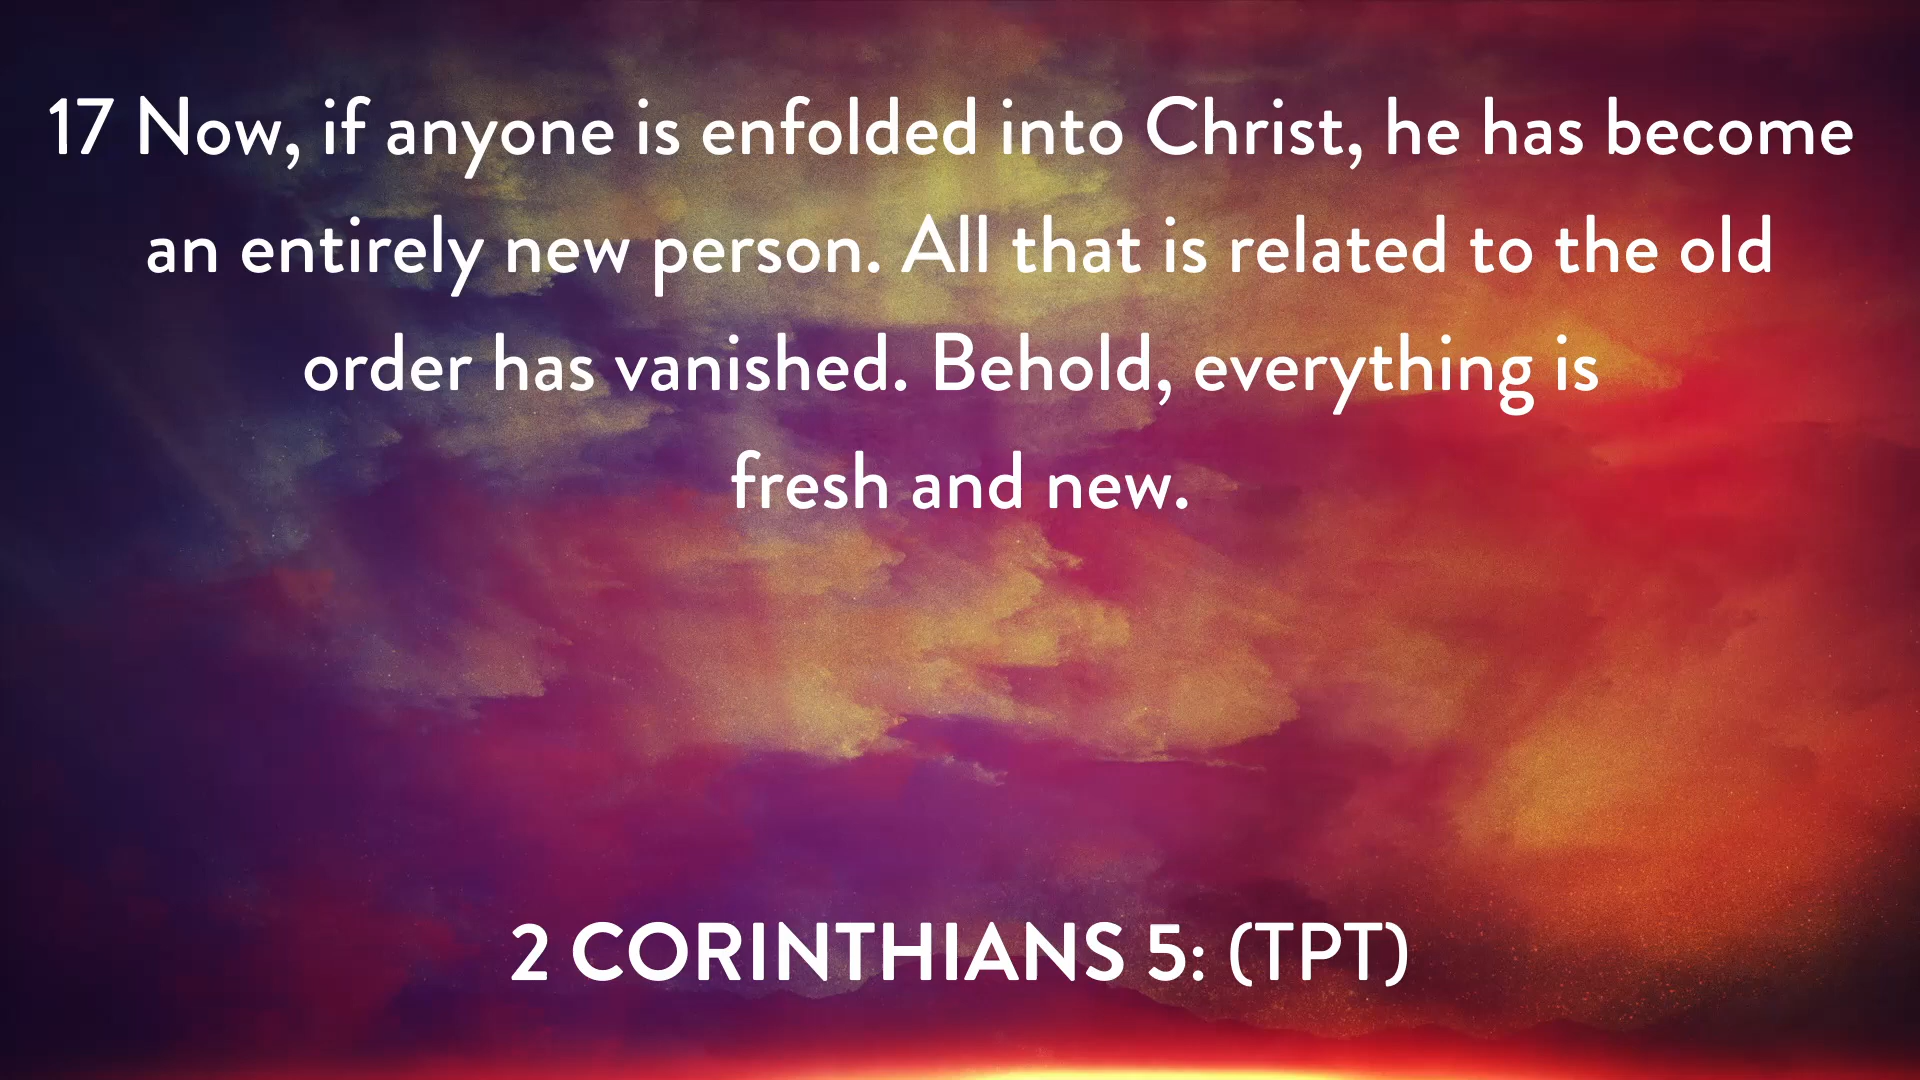 17 Now, if anyone is enfolded into Christ, he has become
an entirely new person. All that is related to the old
order has vanished. Behold, everything is
fresh and new.
2 CORINTHIANS 5: (TPT)